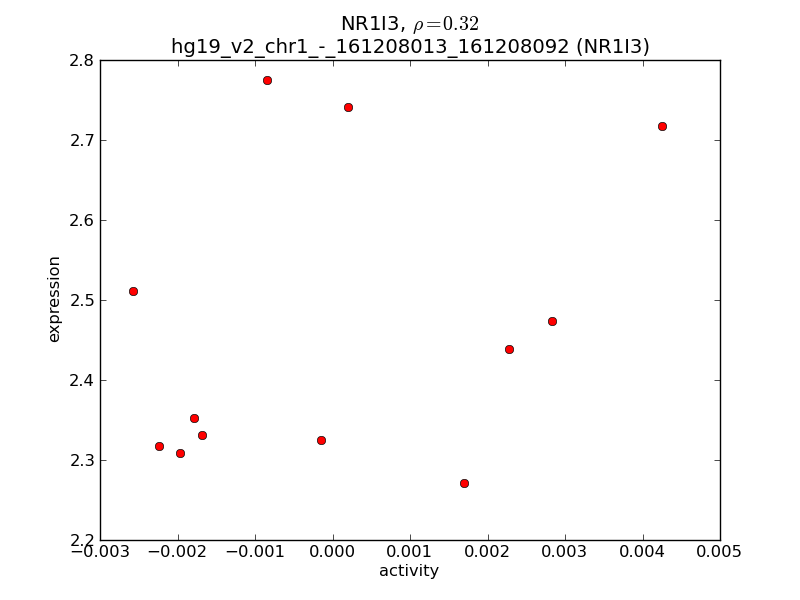 NR1I3, ρ=0.32
hg19_v2_chr1_-_161208013_161208092 (NR1I3)
2.8
2.7
2.6
2.5
2.4
2.3
2.2
expression
−0.003 −0.002 −0.001 0.000 0.001 0.002 0.003 0.004 0.005
activity